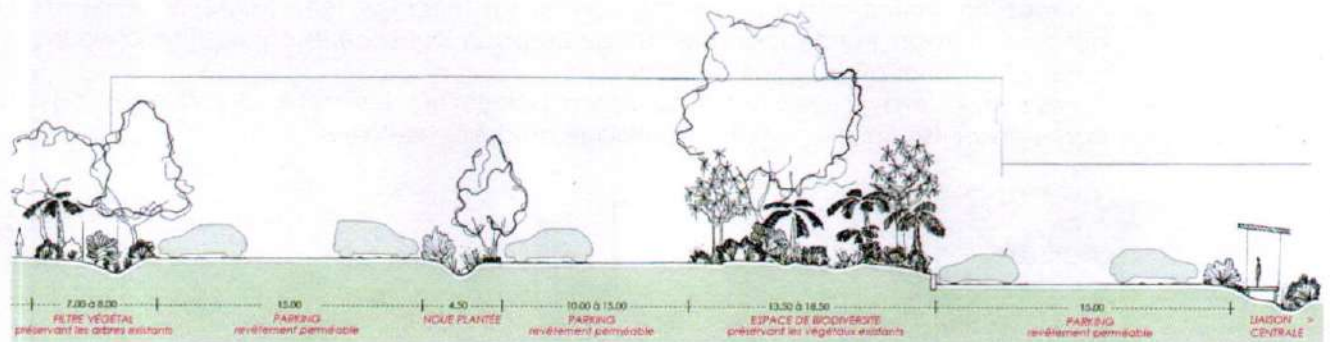 7.00 à 8.00
FILTRE VÉGÉTAL
préservant les arbres existants
15.00
PARKING
revêtement perméable
4.50
NOUE PLANTÉE
10.00 à 15.00
PARKING
revêtement perméable
13.50 à 18.50
ESPACE DE BIODIVERSITÉ
préservant les végétaux existants
15.00
PARKING
revêtement perméable
LIAISON >
CENTRALE